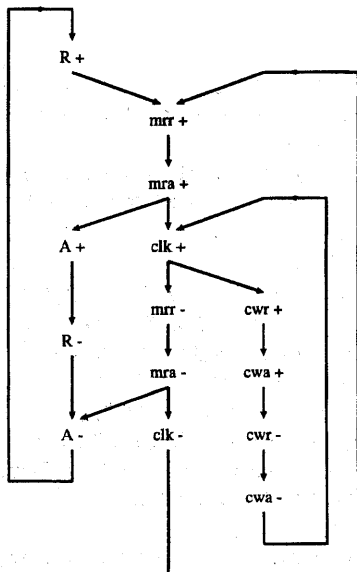 R +
mrr +
mra +
A + clk +
mrr - cwr +
R -
mra - cwa +
A - clk - cwr -
cwa -